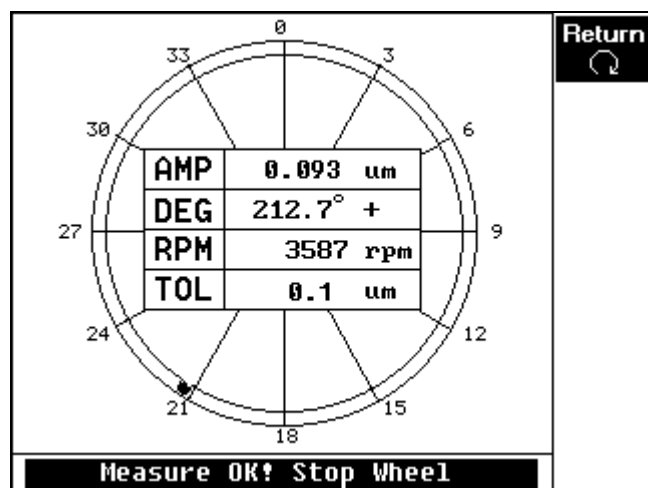 Return
0
33 3
30 6
AMP 0.093 um
DEG 212.7° +
27 9
RPM 3587 rpm
TOL 0.1 um
24 12
21 15
18
Measure OK! Stop Wheel